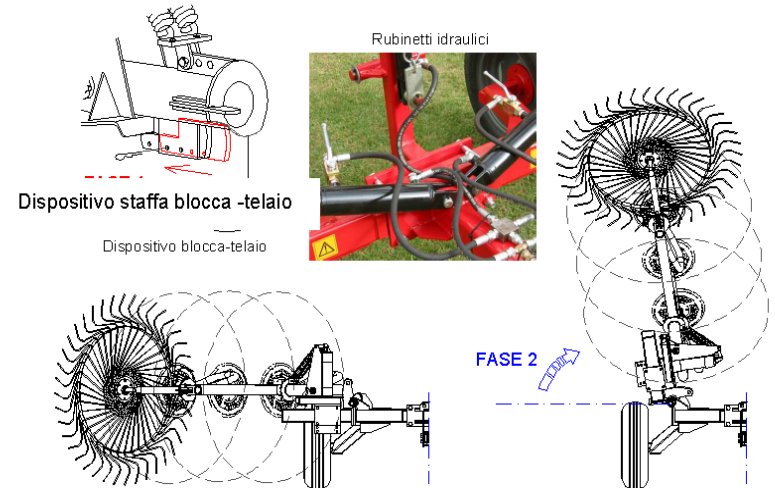 Rubinetti idraulici
Dispositivo staffa blocca -telaio
Dispositivo blocca-telaio
FASE 2